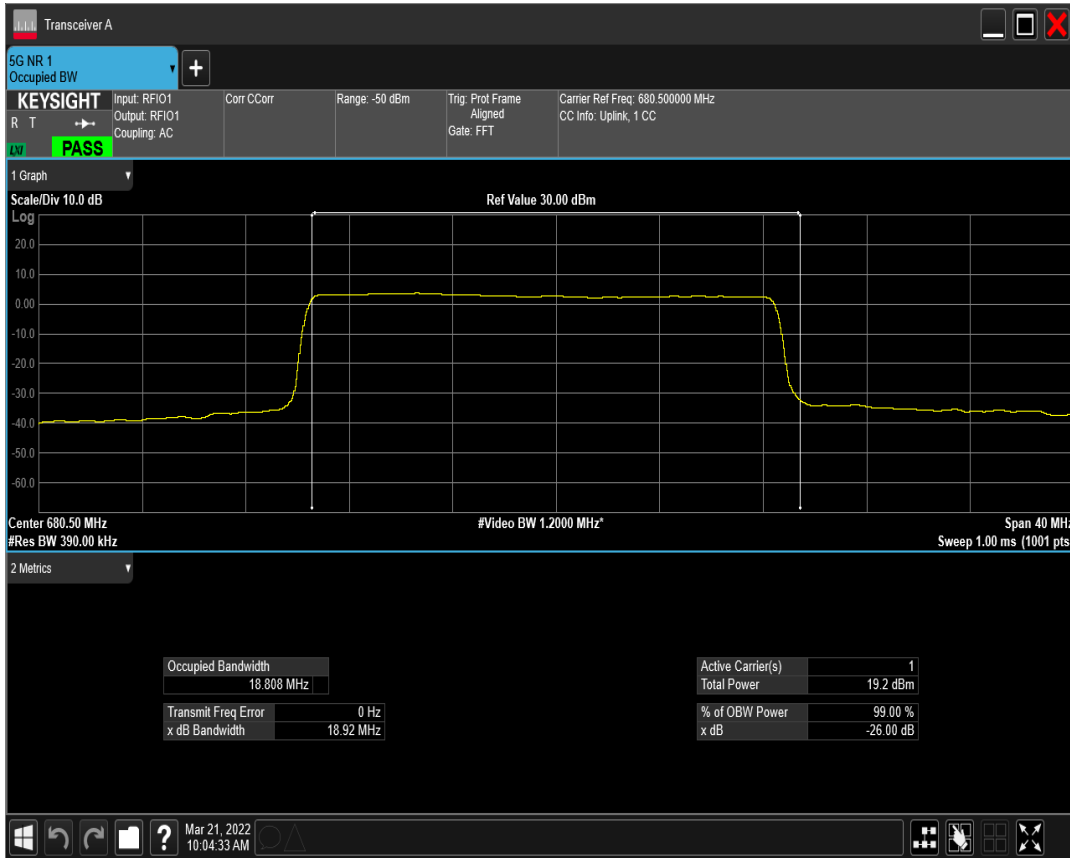 Transceiver A
5G NR 1
Occupied BW
KEYSIGHT
R T
LXI
PASS
Input: RFIO1
Output: RFIO1
Coupling: AC
Corr CCorr
Range: -50 dBm
Trig: Prot Frame
Aligned
Gate: FFT
Carrier Ref Freq: 680.500000 MHz
CC Info: Uplink, 1 CC
1 Graph
Scale/Div 10.0 dB
Ref Value 30.00 dBm
Log
20.0
10.0
0.00
-10.0
-20.0
-30.0
-40.0
-50.0
-60.0
Center 680.50 MHz
#Video BW 1.2000 MHz*
Span 40 MHz
#Res BW 390.00 kHz
Sweep 1.00 ms (1001 pts
2 Metrics
Occupied Bandwidth
18.808 MHz
Transmit Freq Error 0 Hz
x dB Bandwidth 18.92 MHz
Active Carrier(s) 1
Total Power 19.2 dBm
% of OBW Power 99.00 %
x dB -26.00 dB
?
Mar 21, 2022
10:04:33 AM